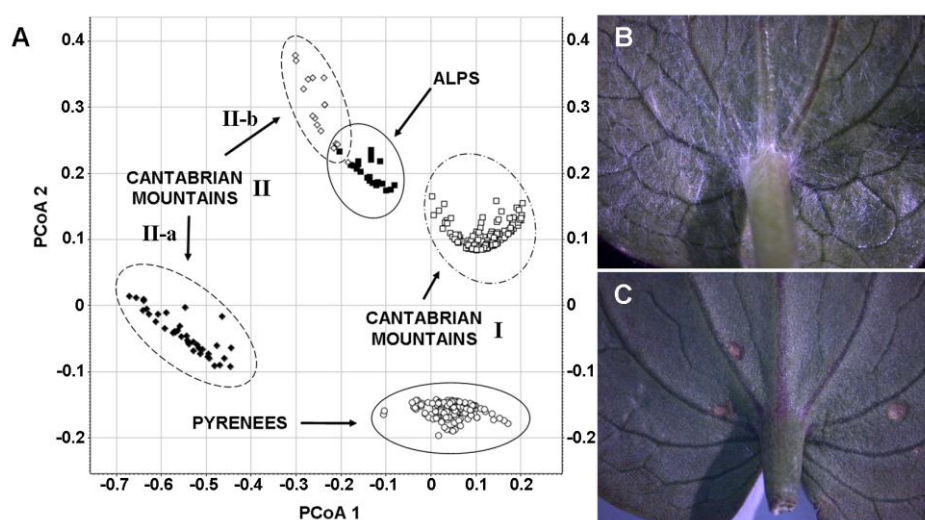 A
B
C
0.4
0.3
0.2
0.1
0
-0.1
-0.2
PCoA 2
0.4
0.3
0.2
0.1
0
-0.1
-0.2
-0.7 -0.6 -0.5 -0.4 -0.3 -0.2 -0.1 0 0.1 0.2
PCoA 1
ALPS
II-b
CANTABRIAN
MOUNTAINS II
II-a
CANTABRIAN
MOUNTAINS I
PYRENEES